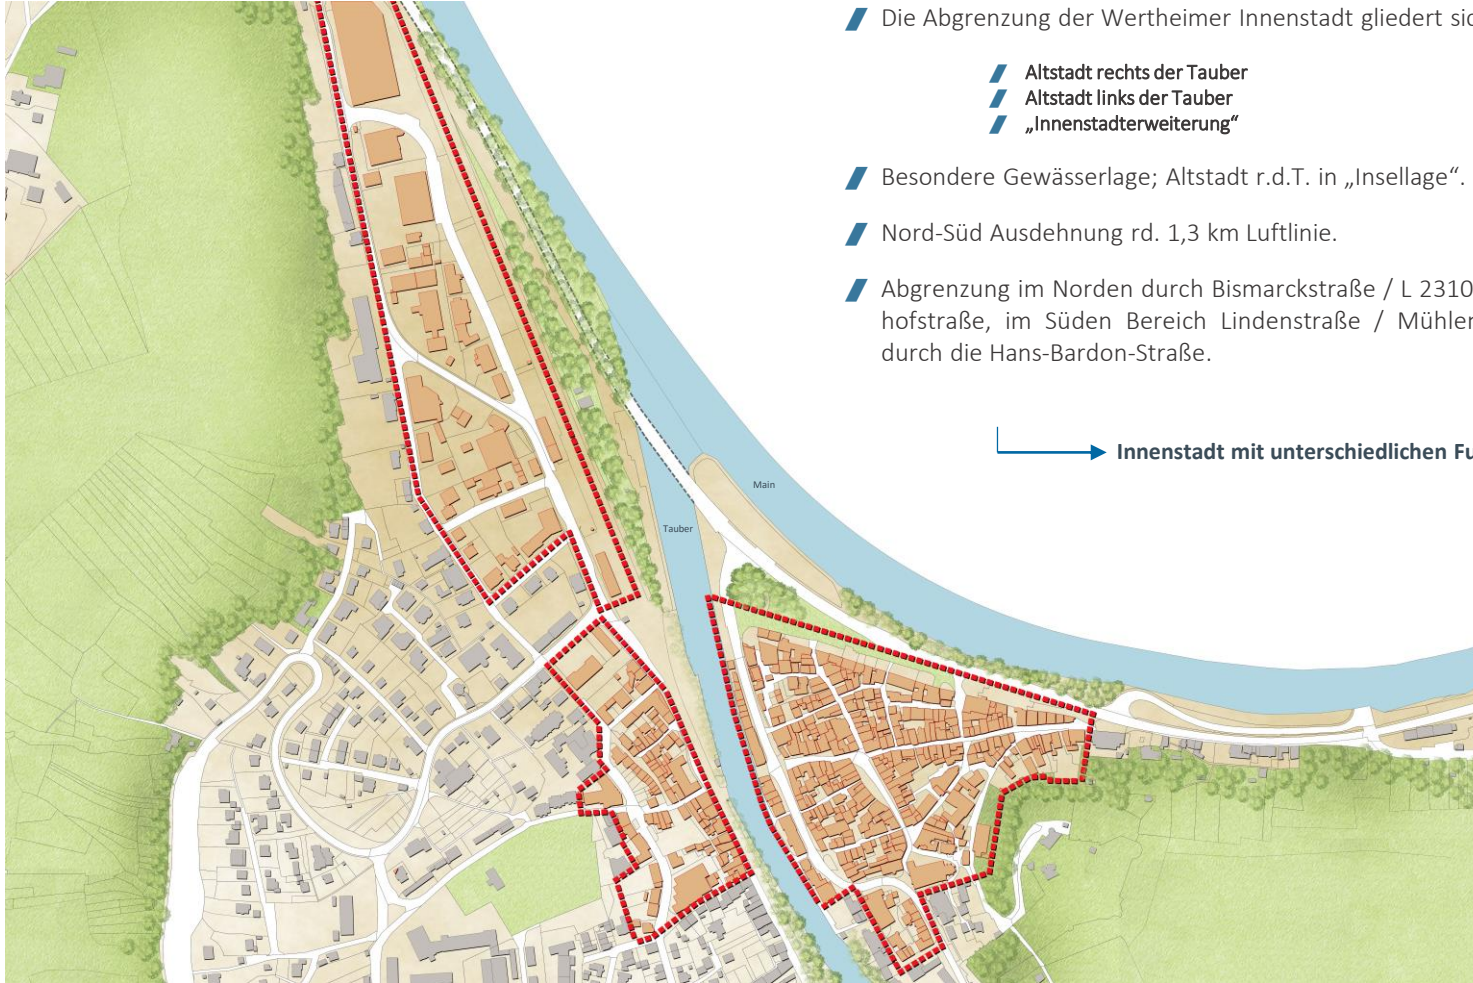 Die Abgrenzung der Wertheimer Innenstadt gliedert sic
Altstadt rechts der Tauber
Altstadt links der Tauber
„Innenstadterweiterung“
Besondere Gewässerlage; Altstadt r.d.T. in „Insellage“.
Nord-Süd Ausdehnung rd. 1,3 km Luftlinie.
Abgrenzung im Norden durch Bismarckstraße / L 2310
hofstraße, im Süden Bereich Lindenstraße / Mühlen
durch die Hans-Bardon-Straße.
Innenstadt mit unterschiedlichen Fu
Main
Tauber